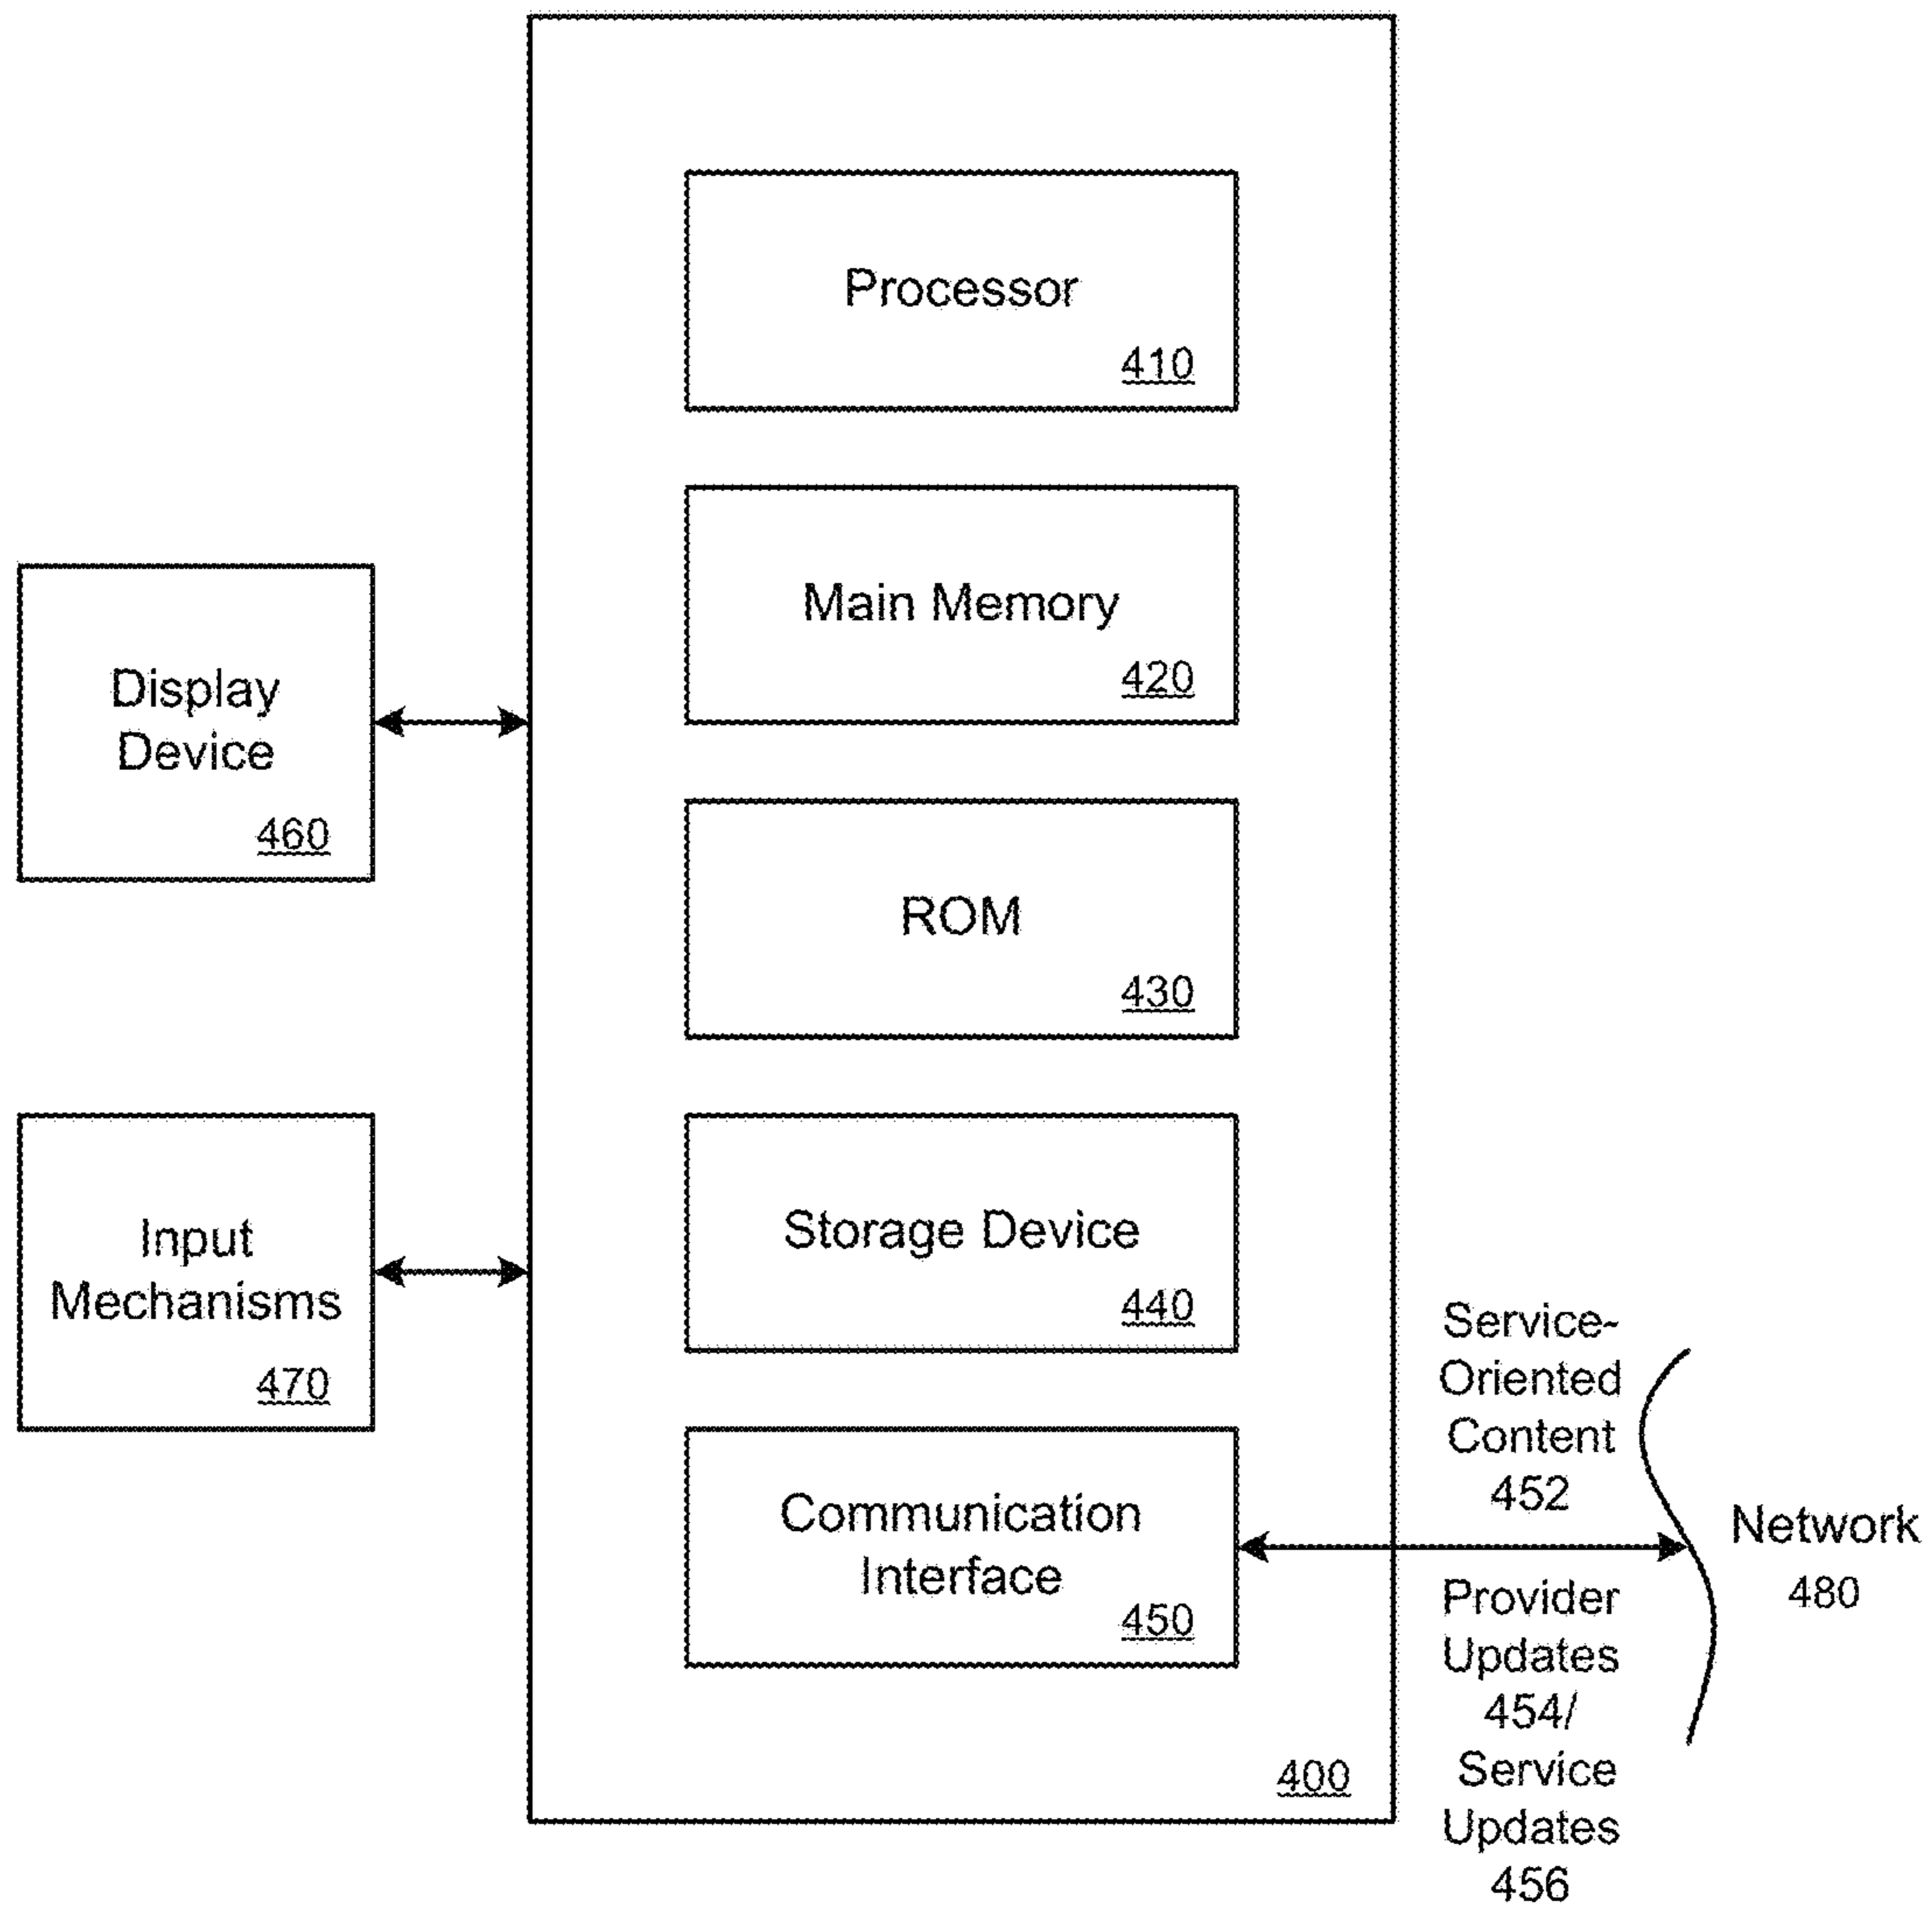 Processor
410
Main Memory
420
Display
Device
460
ROM
430
Input
Mechanisms
470
Storage Device
440
Communication
Interface
450
400
Service-
Oriented
Content
452
Provider
Updates
454/
Service
Updates
456
Network
480